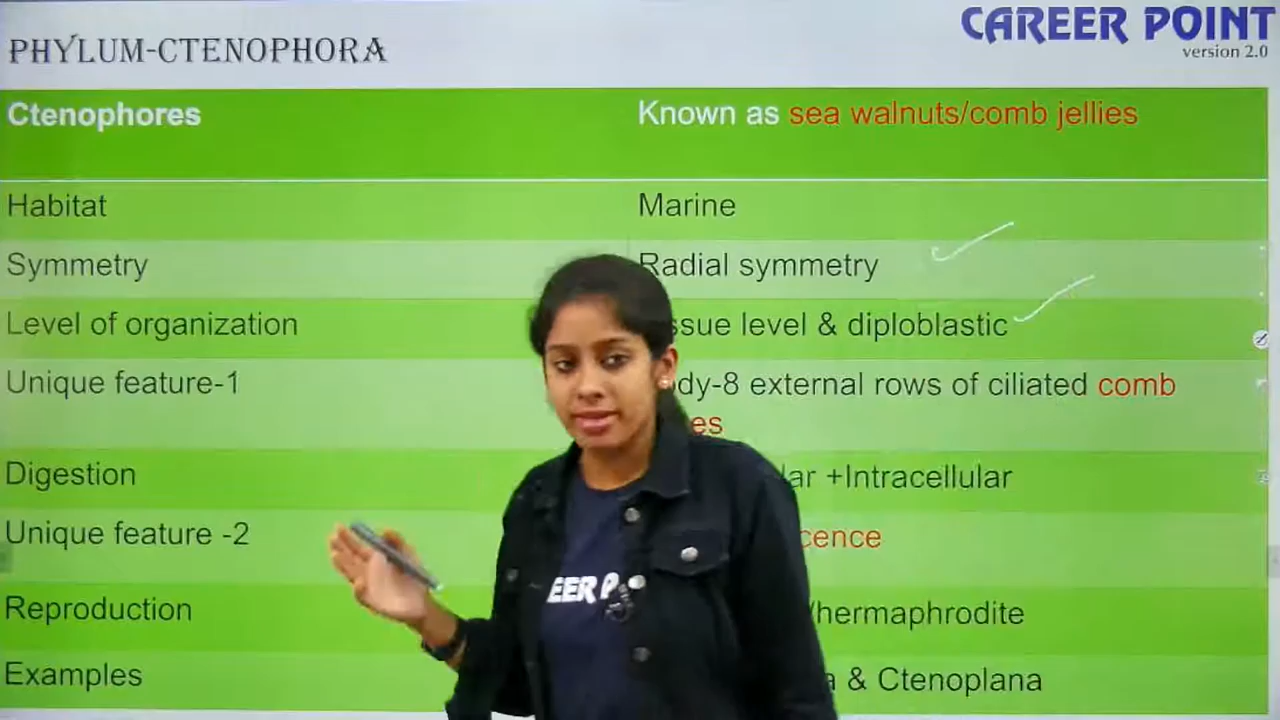 CAREER POINT
version 2.0
PHYLUM-CTENOPHORA
Ctenophores Known as sea walnuts/comb jellies
Habitat Marine
Symmetry Radial symmetry
Level of organization ssue level & diploblastic
Unique feature-1 dy-8 external rows of ciliated comb
es
Digestion lar +Intracellular
Unique feature -2 cence
Reproduction /hermaphrodite
Examples a & Ctenoplana
EER P